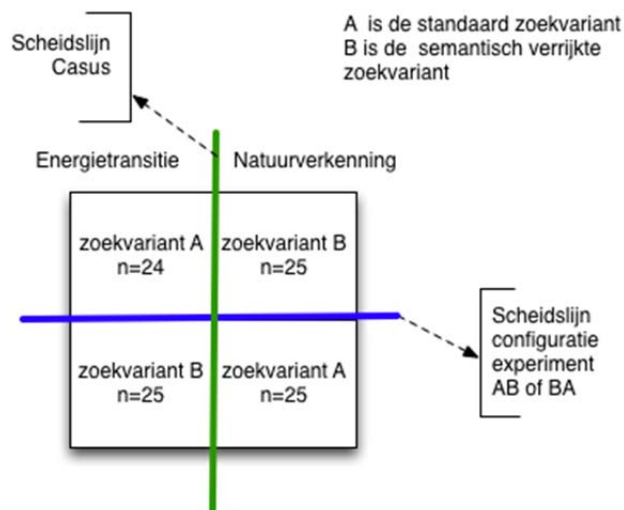 Scheidslijn
Casus
A is de standaard zoekvariant
B is de semantisch verrijkte
zoekvariant
Energietransitie
Natuurverkenning
zoekvariant A
n=24
zoekvariant B
n=25
zoekvariant B
n=25
zoekvariant A
n=25
Scheidslijn
configuratie
experiment
AB of BA